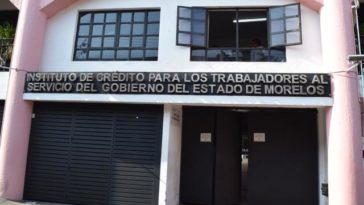 INSTITUTO DE CRÉDITO PARA LOS TRABAJADORES AL
SERVICIO DEL GOBIERNO DEL ESTADO DE MORELOS